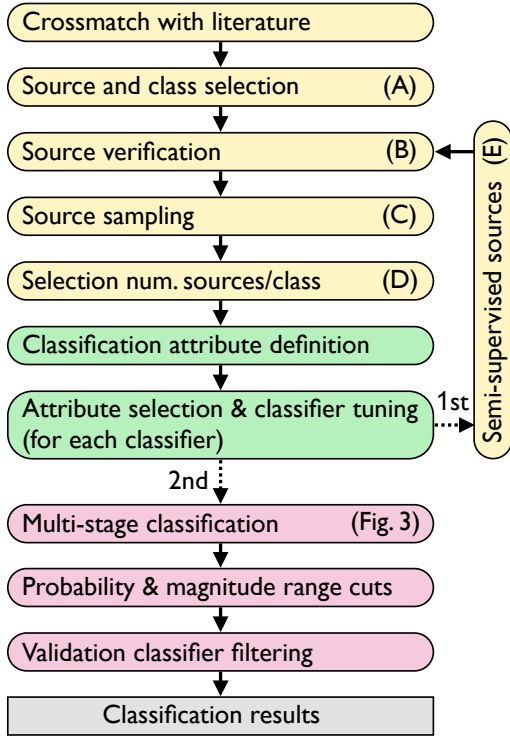 Crossmatch with literature
Source and class selection (A)
Source verification (B)
Source sampling (C)
Selection num. sources/class (D)
Semi-supervised sources (E)
Classification attribute definition
Attribute selection & classifier tuning
(for each classifier)
1st
2nd
Multi-stage classification (Fig. 3)
Probability & magnitude range cuts
Validation classifier filtering
Classification results